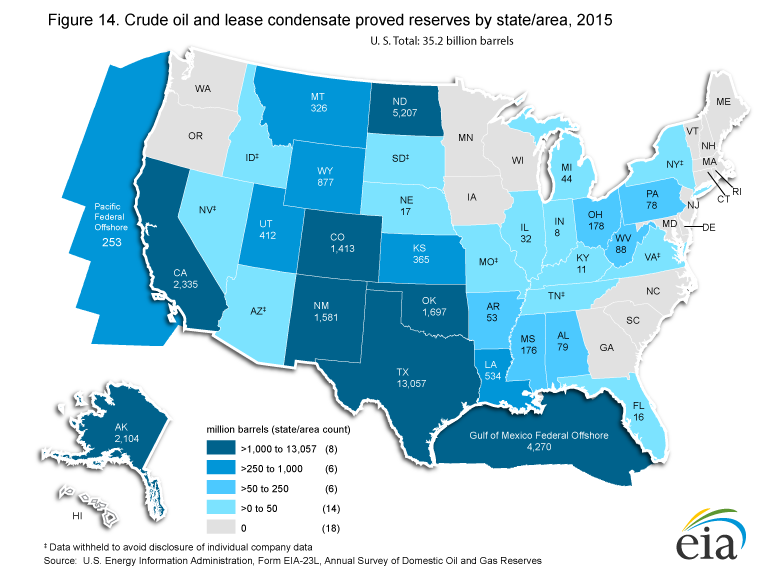 Figure 14. Crude oil and lease condensate proved reserves by state/area, 2015
U. S. Total: 35.2 billion barrels
WA
OR
MT
326
ND
5,207
MN
WI
MI
44
ME
VT
NH
MA
RI
CT
NY‡
ID‡
WY
877
SD‡
NE
17
IA
IL
32
IN
8
OH
178
PA
78
NJ
MD
DE
WV
88
VA‡
Pacific
Federal
Offshore
253
CA
2,335
NV‡
UT
412
CO
1,413
KS
365
MO‡
KY
11
TN‡
NC
SC
GA
AZ‡
NM
1,581
OK
1,697
AR
53
MS
176
AL
79
LA
534
TX
13,057
FL
16
Gulf of Mexico Federal Offshore
4,270
AK
2,104
HI
million barrels (state/area count)
>1,000 to 13,057 (8)
>250 to 1,000 (6)
>50 to 250 (6)
>0 to 50 (14)
0 (18)
‡ Data withheld to avoid disclosure of individual company data
Source: U.S. Energy Information Administration, Form EIA-23L, Annual Survey of Domestic Oil and Gas Reserves
eia